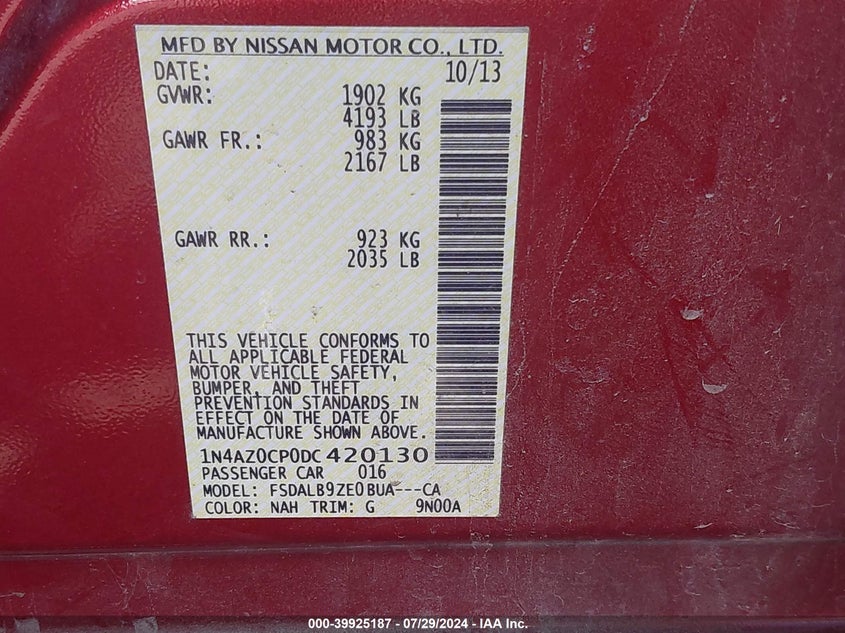 MFD BY NISSAN MOTOR CO., LTD.
DATE: 10/13
GVWR: 1902 KG
4193 LB
GAWR FR.: 983 KG
2167 LB
GAWR RR.: 923 KG
2035 LB
THIS VEHICLE CONFORMS TO
ALL APPLICABLE FEDERAL
MOTOR VEHICLE SAFETY,
BUMPER, AND THEFT
PREVENTION STANDARDS IN
EFFECT ON THE DATE OF
MANUFACTURE SHOWN ABOVE.
1N4AZ0CP0DC420130
PASSENGER CAR 016
MODEL: FSDALB9ZE0BUA---CA
COLOR: NAH TRIM: G 9N00A
000-39925187 - 07/29/2024 - IAA Inc.